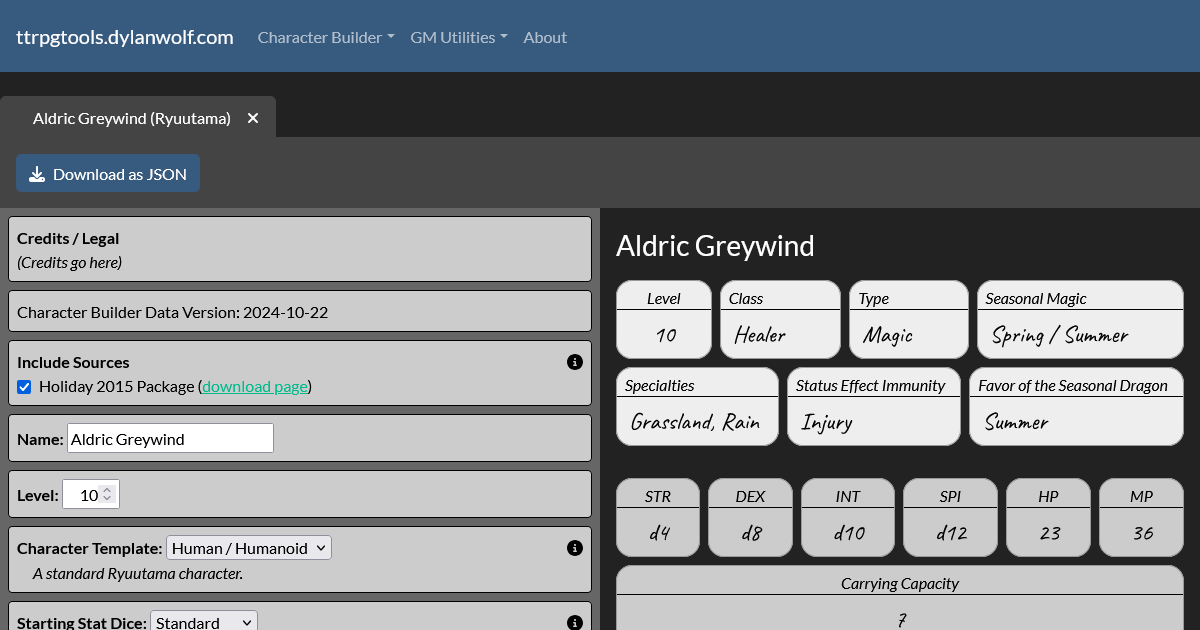 ttrpgtools.dylanwolf.com Character Builder GM Utilities About
Aldric Greywind (Ryuutama)
Download as JSON
Credits / Legal
(Credits go here)
Character Builder Data Version: 2024-10-22
Include Sources
Holiday 2015 Package (download page)
Name: Aldric Greywind
Level: 10
Character Template: Human / Humanoid
A standard Ryuutama character.
Starting Stat Dice: Standard
Aldric Greywind
Level Class Type Seasonal Magic
10 Healer Magic Spring / Summer
Specialties Status Effect Immunity Favor of the Seasonal Dragon
Grassland, Rain Injury Summer
STR DEX INT SPI HP MP
d4 d8 d10 d12 23 36
Carrying Capacity
7